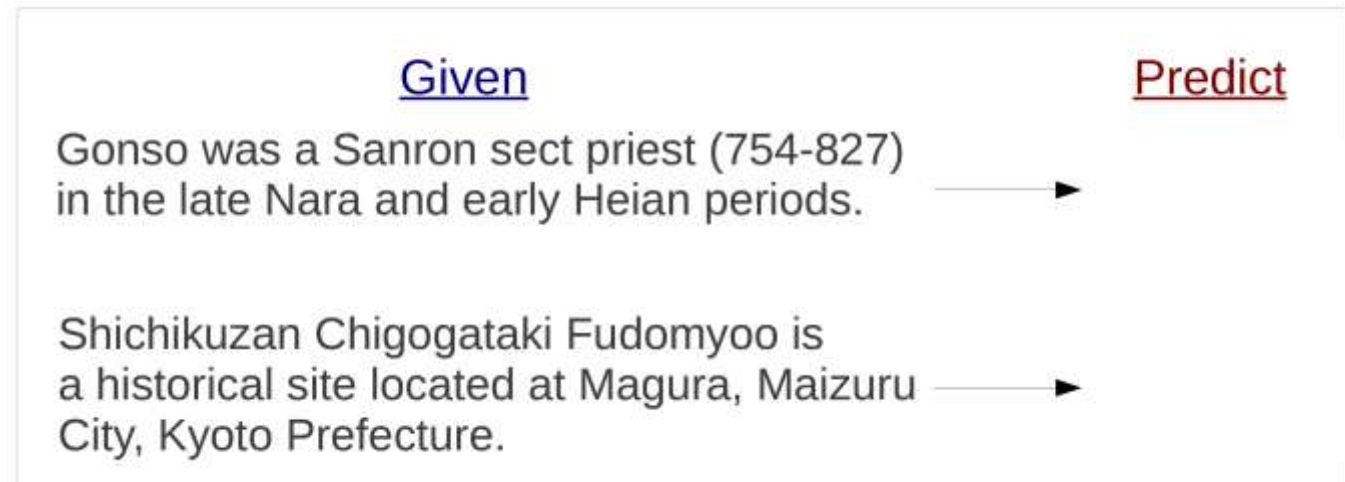 Given
Predict
Gonso was a Sanron sect priest (754-827)
in the late Nara and early Heian periods.
Shichikuzan Chigogataki Fudomyoo is
a historical site located at Magura, Maizuru
City, Kyoto Prefecture.